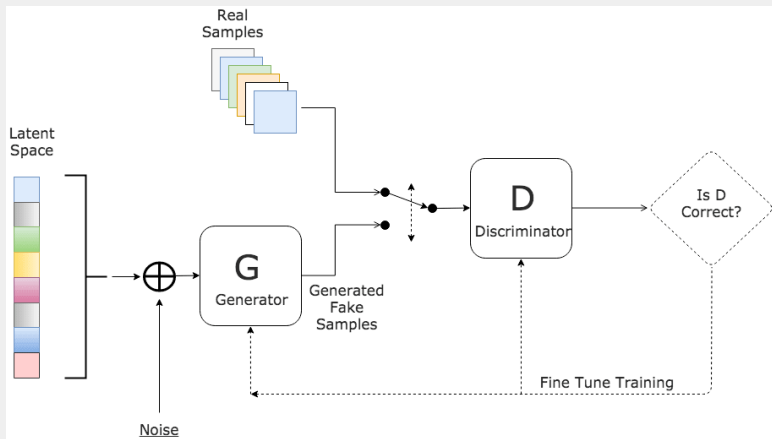 Real
Samples
Latent
Space
D
Discriminator
Is D
Correct?
G
Generator
Generated
Fake
Samples
Fine Tune Training
Noise